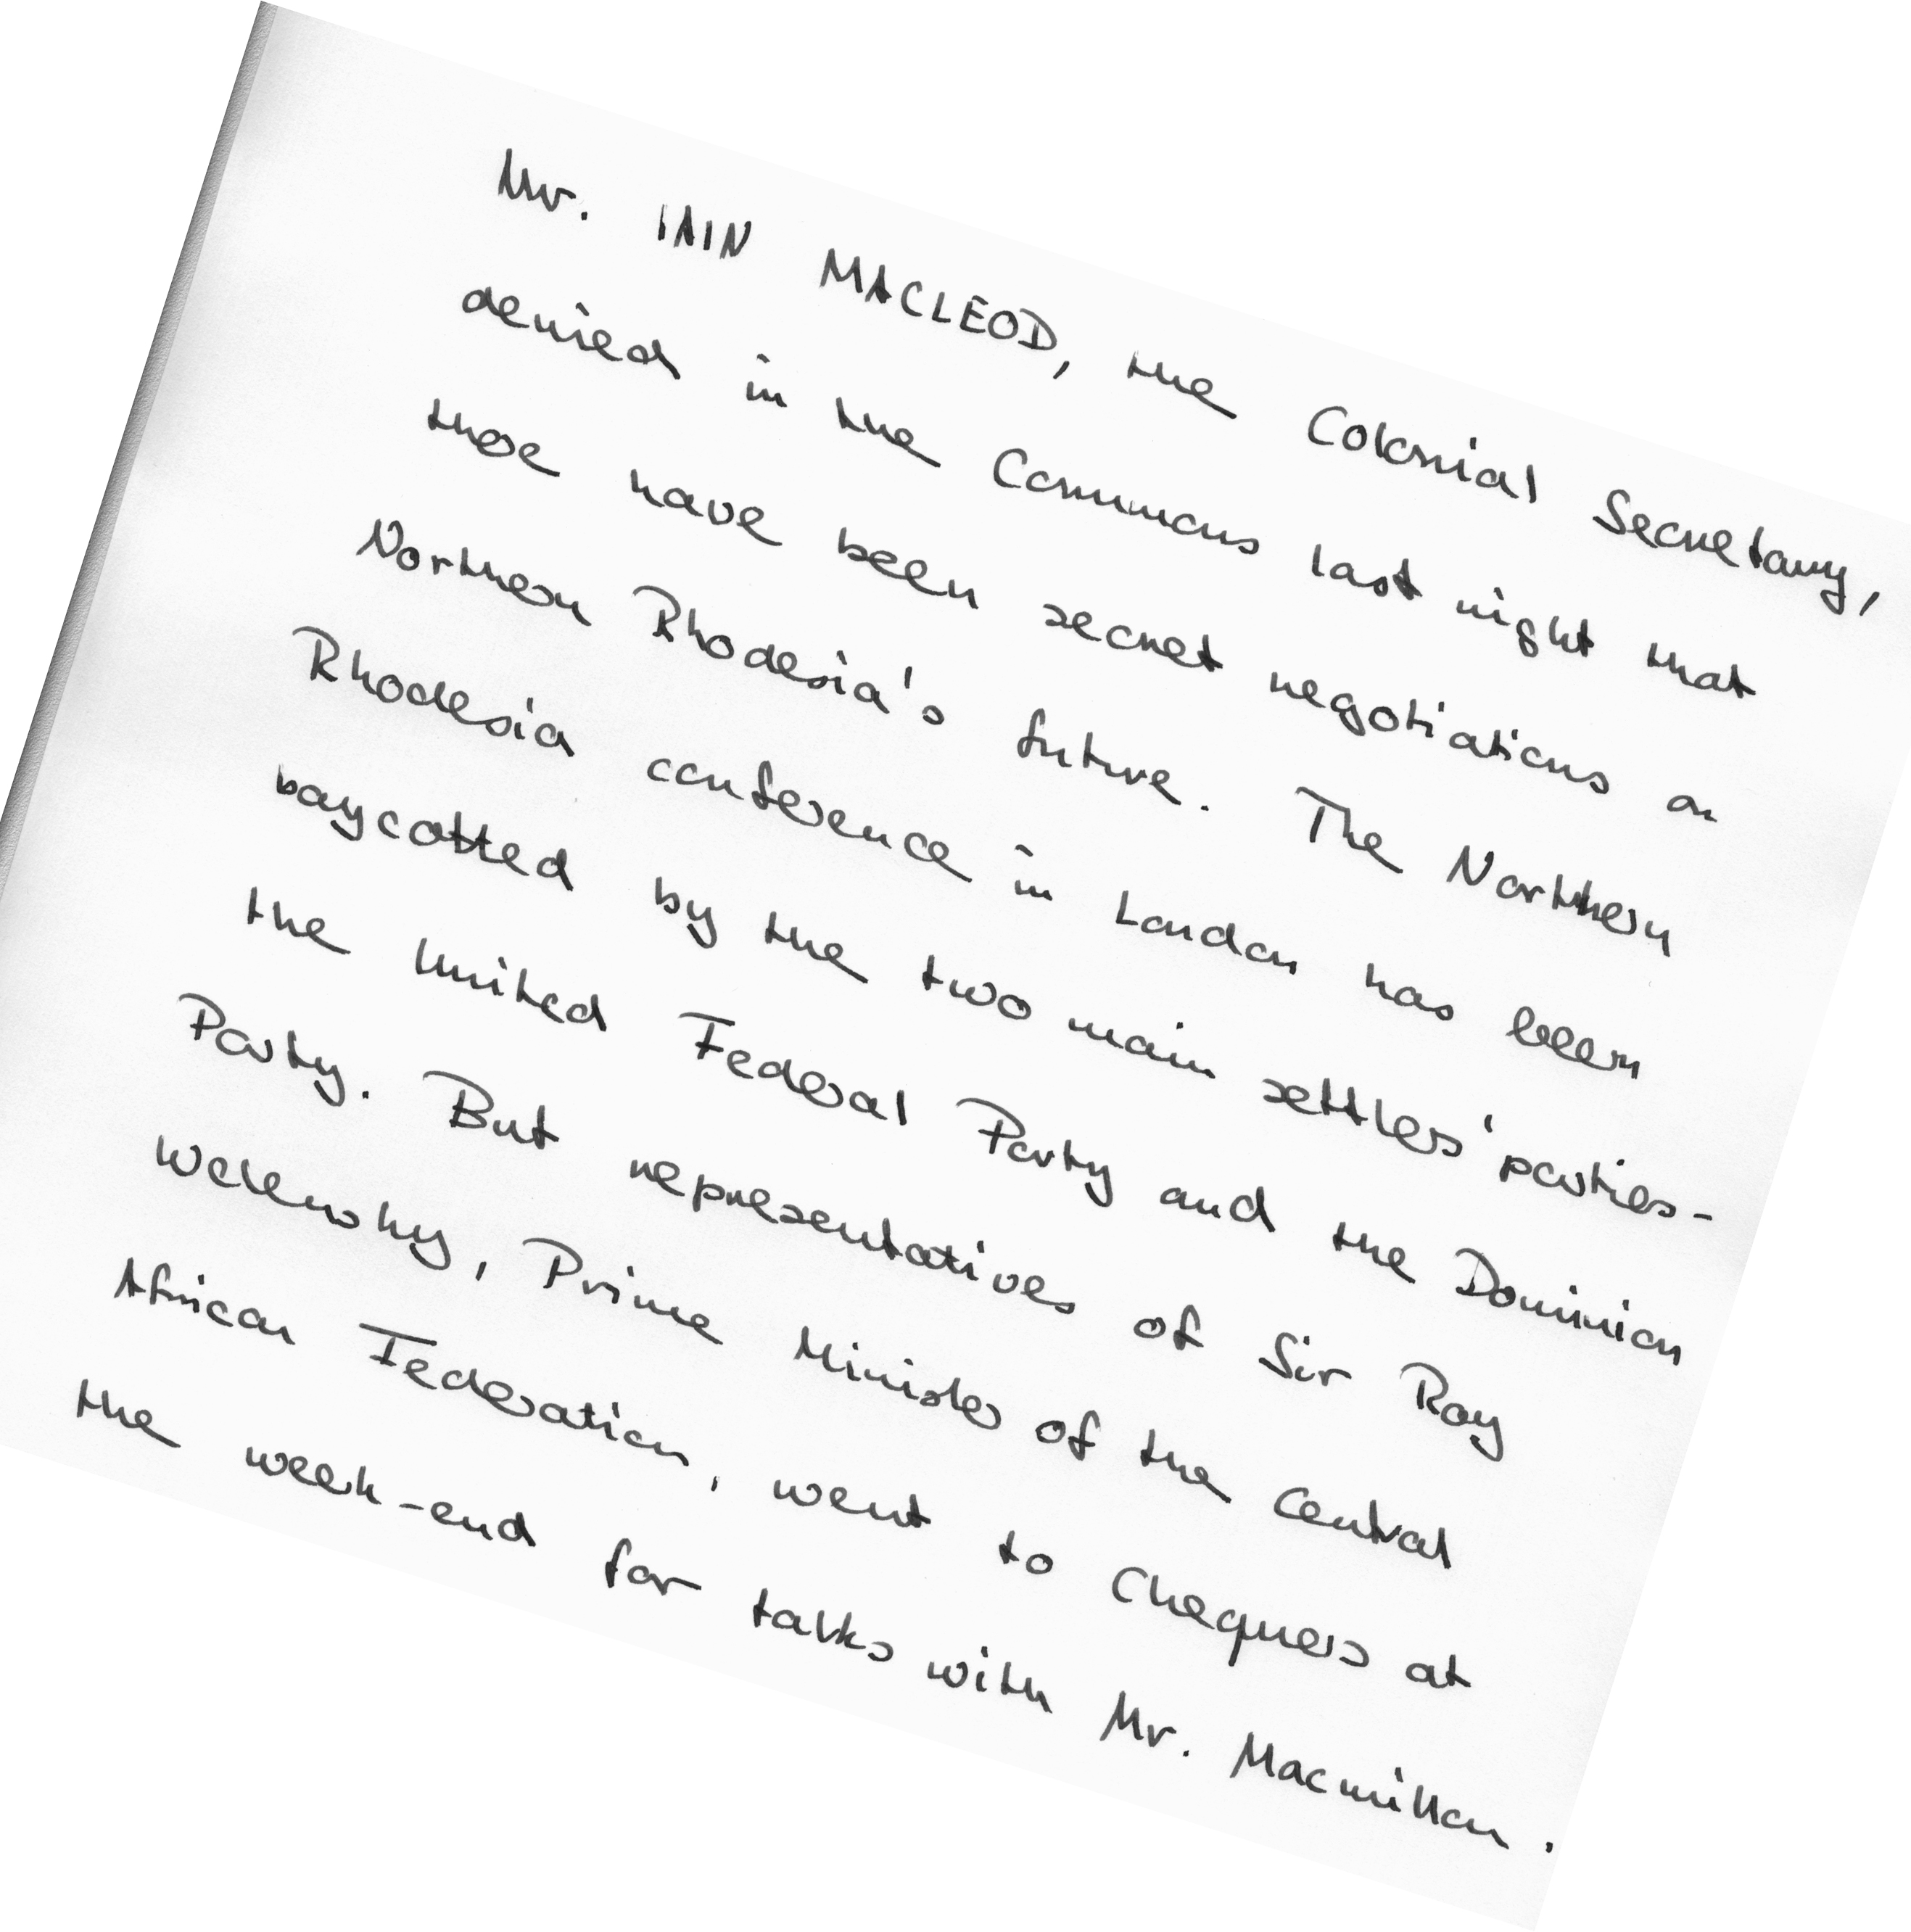 Mr. IAIN MACLEOD, the Colonial Secretary,
denied in the Commons last night that
there have been secret negotiations on
Northern Rhodesia's future. The Northern
Rhodesia conference in London has been
boycotted by the two main settlers' parties-
the United Federal Party and the Dominion
Party. But representatives of Sir Roy
Welensky, Prime Minister of the Central
African Federation, went to Chequers at
the week-end for talks with Mr. Macmillan.